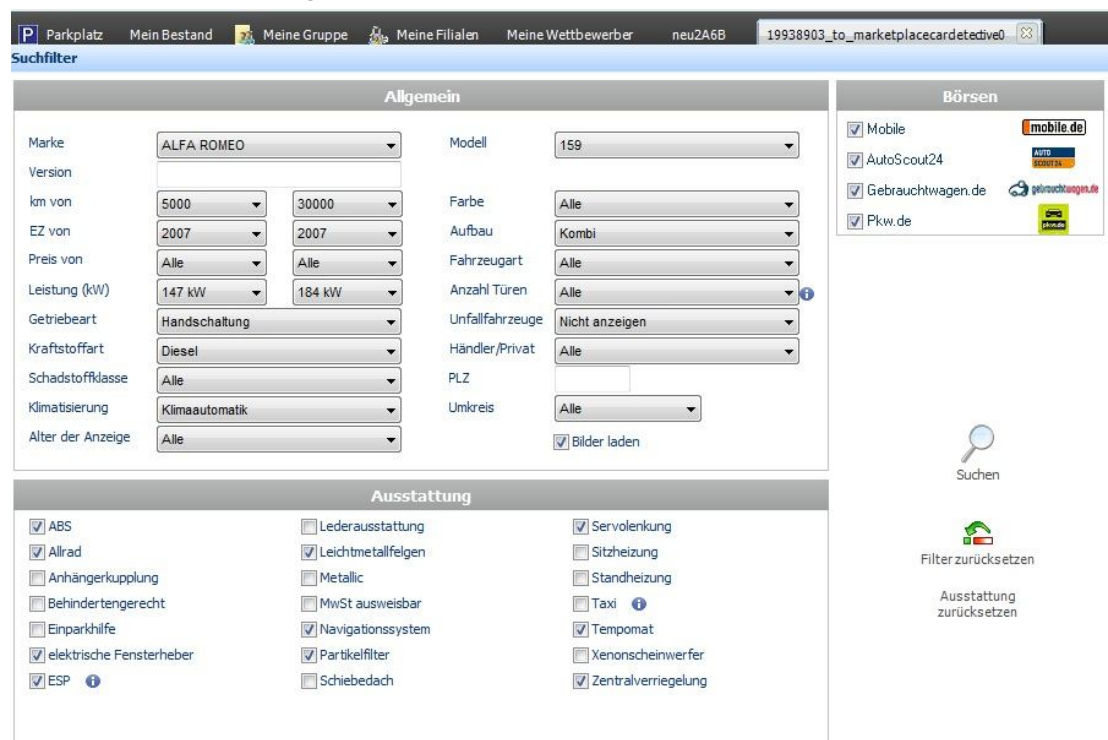 P Parkplatz Mein Bestand Meine Gruppe Meine Filialen Meine Wettbewerber neu2A6B 19938903_to_marketplacecardetective0
Suchfilter
Allgemein
Marke ALFA ROMEO Modell 159
Version
km von 5000 30000 Farbe Alle
EZ von 2007 2007 Aufbau Kombi
Preis von Alle Alle Fahrzeugart Alle
Leistung (kW) 147 kW 184 kW Anzahl Türen Alle
Getriebeart Handschaltung Unfallfahrzeuge Nicht anzeigen
Kraftstoffart Diesel Händler/Privat Alle
Schadstoffklasse Alle PLZ
Klimatisierung Klimaautomatik Umkreis Alle
Alter der Anzeige Alle Bilder laden
Börsen
Mobile mobile.de
AutoScout24 AUTO SCOUT24
Gebrauchtwagen.de gebrauchtwagen.de
Pkw.de pkw.de
Suchen
Filter zurücksetzen
Ausstattung
zurücksetzen
Ausstattung
ABS Lederausstattung Servolenkung
Allrad Leichtmetallfelgen Sitzheizung
Anhängerkupplung Metallic Standheizung
Behindertengerecht MwSt ausweisbar Taxi
Einparkhilfe Navigationssystem Tempomat
elektrische Fensterheber Partikelfilter Xenonscheinwerfer
ESP Schiebedach Zentralverriegelung